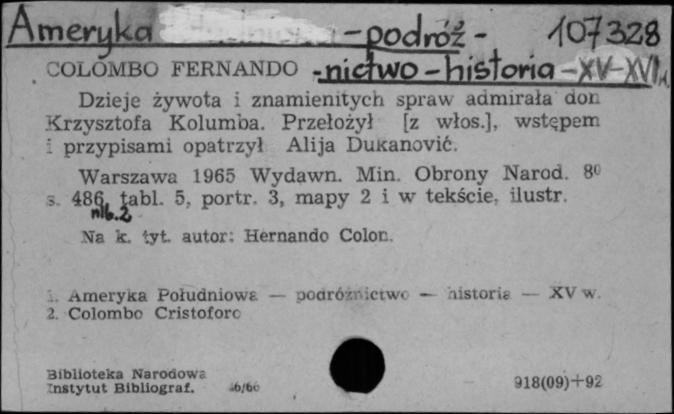 Ameryka - podróż - 107328
COLOMBO FERNANDO -nictwo - historia - XV-XVI w.
Dzieje żywota i znamienitych spraw admirała don
Krzysztofa Kolumba. Przełożył [z włos.], wstępem
i przypisami opatrzył Alija Dukanović.
Warszawa 1965 Wydawn. Min. Obrony Narod. 8⁰
s. 486, tabl. 5, portr. 3, mapy 2 i w tekście, ilustr.
nlb. 2
Na k. tyt. autor: Hernando Colon.
1. Ameryka Południowa — podróżnictwo — historia — XV w.
2. Colombo Cristoforo
Biblioteka Narodowa
Instytut Bibliograf. 918(09)+92